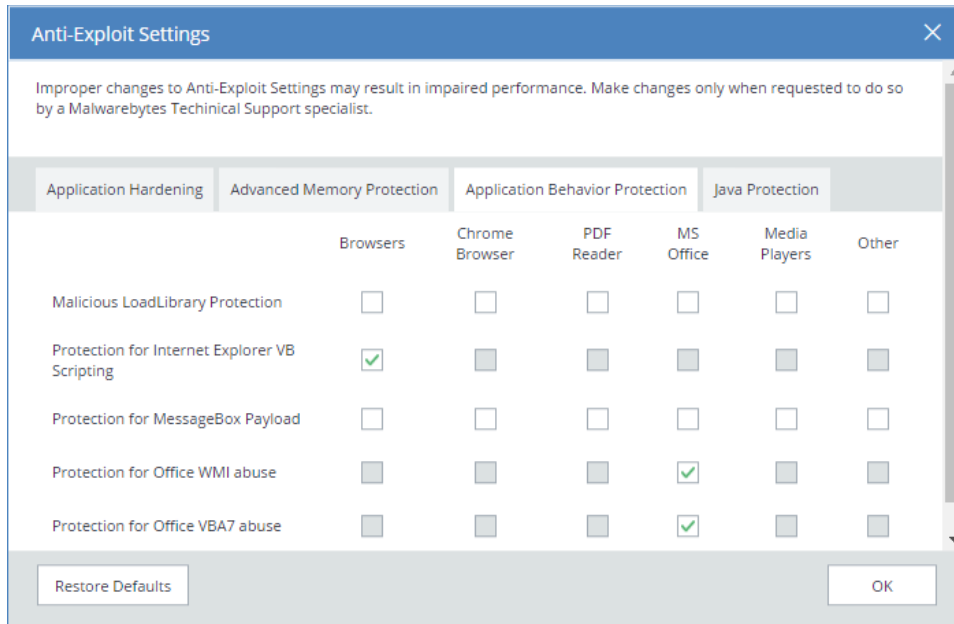 Anti-Exploit Settings
Improper changes to Anti-Exploit Settings may result in impaired performance. Make changes only when requested to do so
by a Malwarebytes Techinical Support specialist.
Application Hardening Advanced Memory Protection Application Behavior Protection Java Protection
Browsers Chrome Browser PDF Reader MS Office Media Players Other
Malicious LoadLibrary Protection
Protection for Internet Explorer VB
Scripting
Protection for MessageBox Payload
Protection for Office WMI abuse
Protection for Office VBA7 abuse
Restore Defaults OK